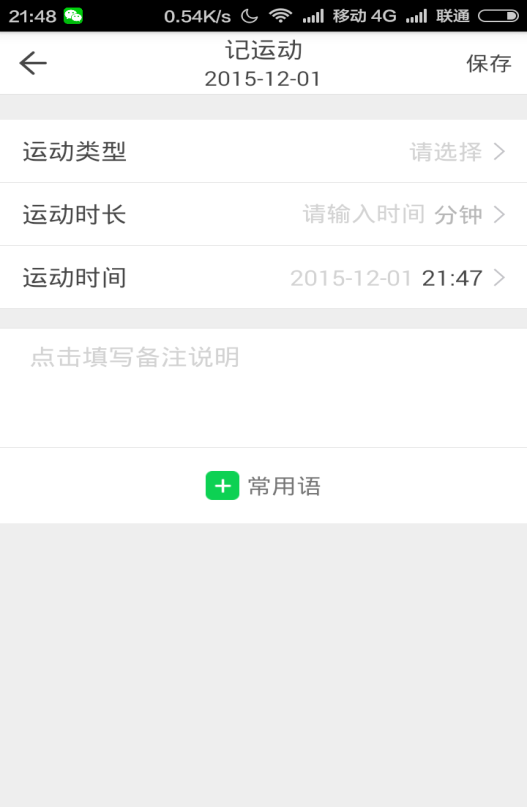 21:48 0.54K/s 移动 4G 联通
记运动
2015-12-01
保存
运动类型 请选择
运动时长 请输入时间 分钟
运动时间 2015-12-01 21:47
点击填写备注说明
常用语